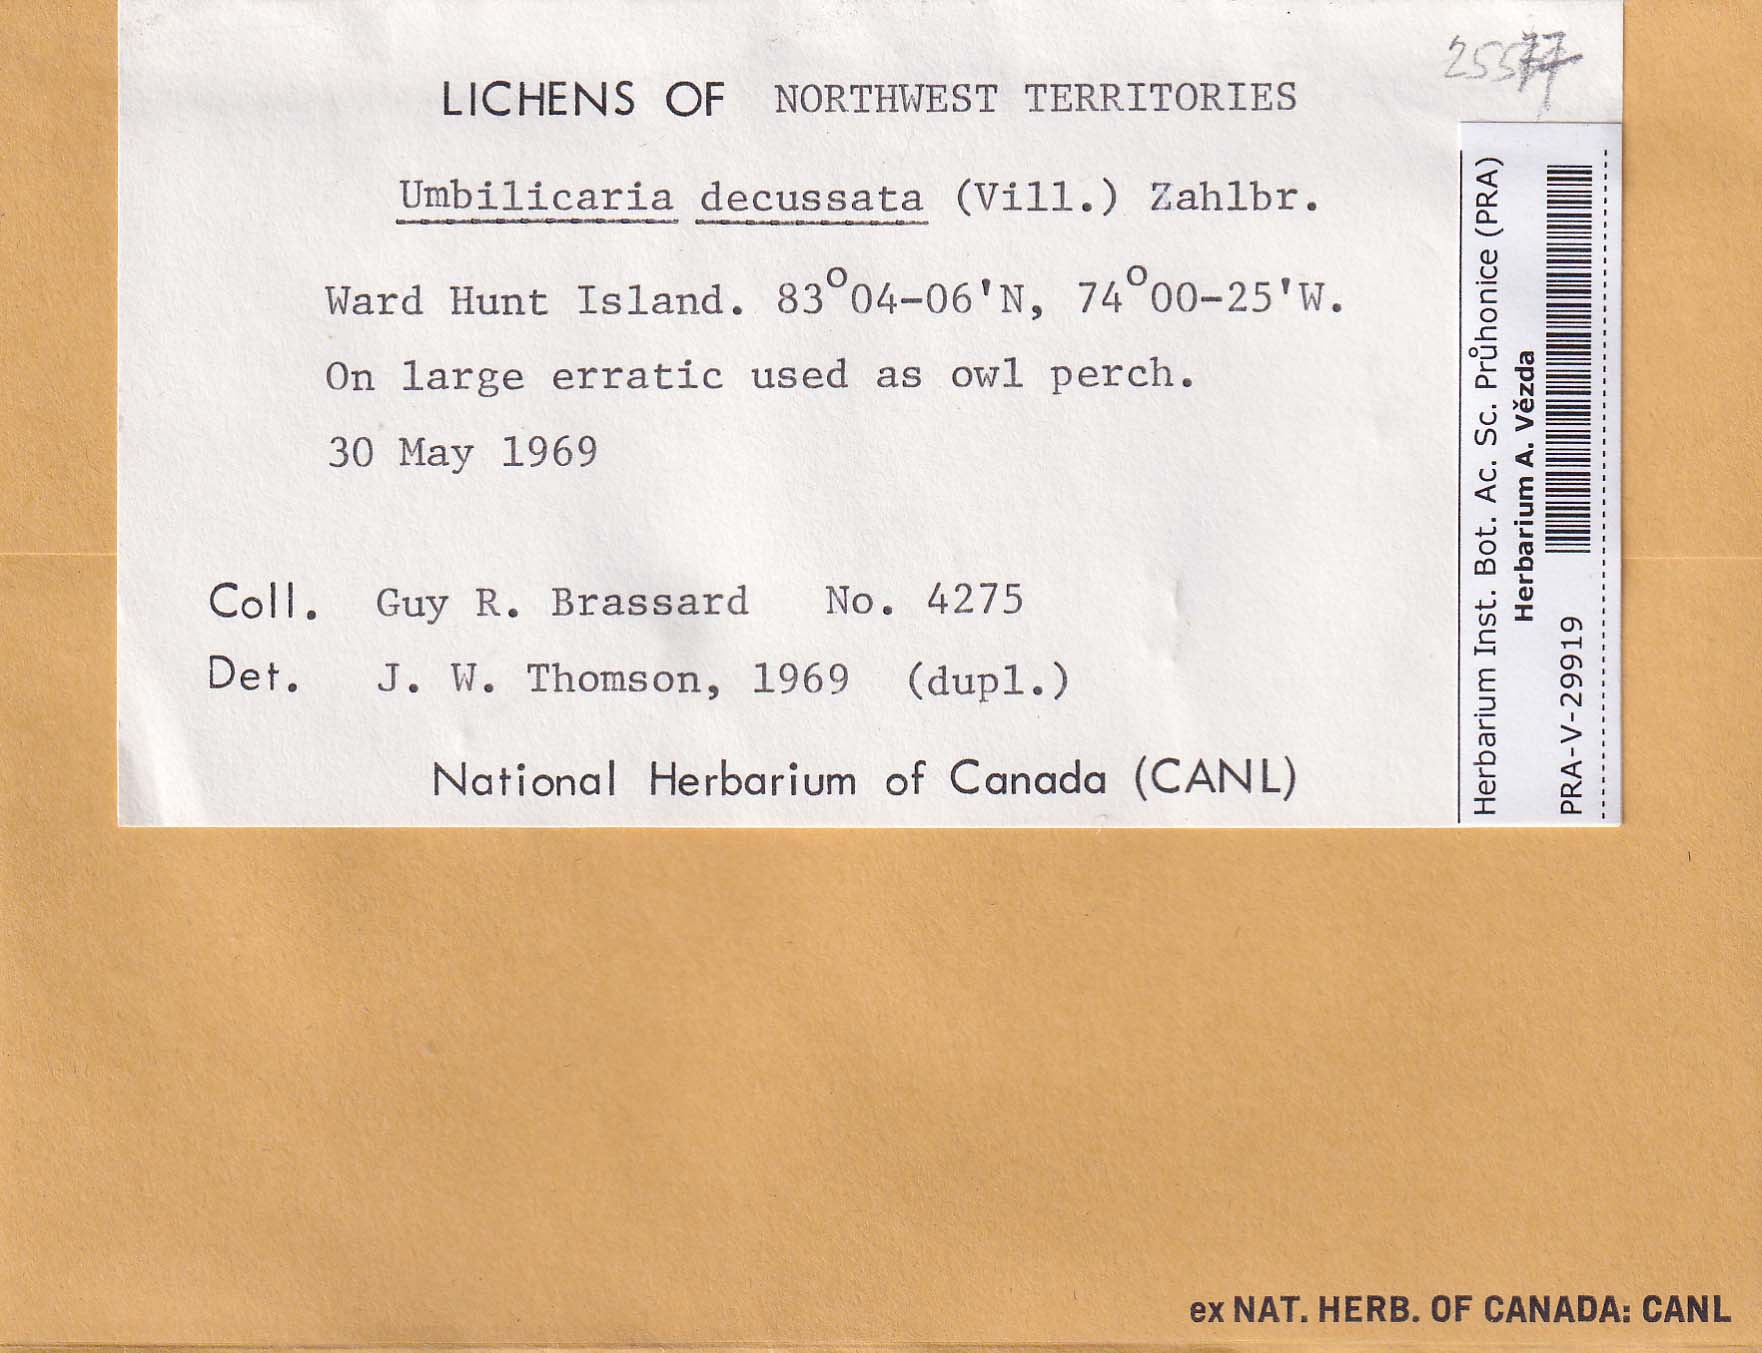 LICHENS OF NORTHWEST TERRITORIES
Umbilicaria decussata (Vill.) Zahlbr.
Ward Hunt Island. 83°04-06'N, 74°00-25'W.
On large erratic used as owl perch.
30 May 1969
Coll. Guy R. Brassard No. 4275
Det. J. W. Thomson, 1969 (dupl.)
National Herbarium of Canada (CANL)
Herbarium Inst. Bot. Ac. Sc. Průhonice (PRA)
Herbarium A. Vězda
PRA-V-29919
ex NAT. HERB. OF CANADA: CANL